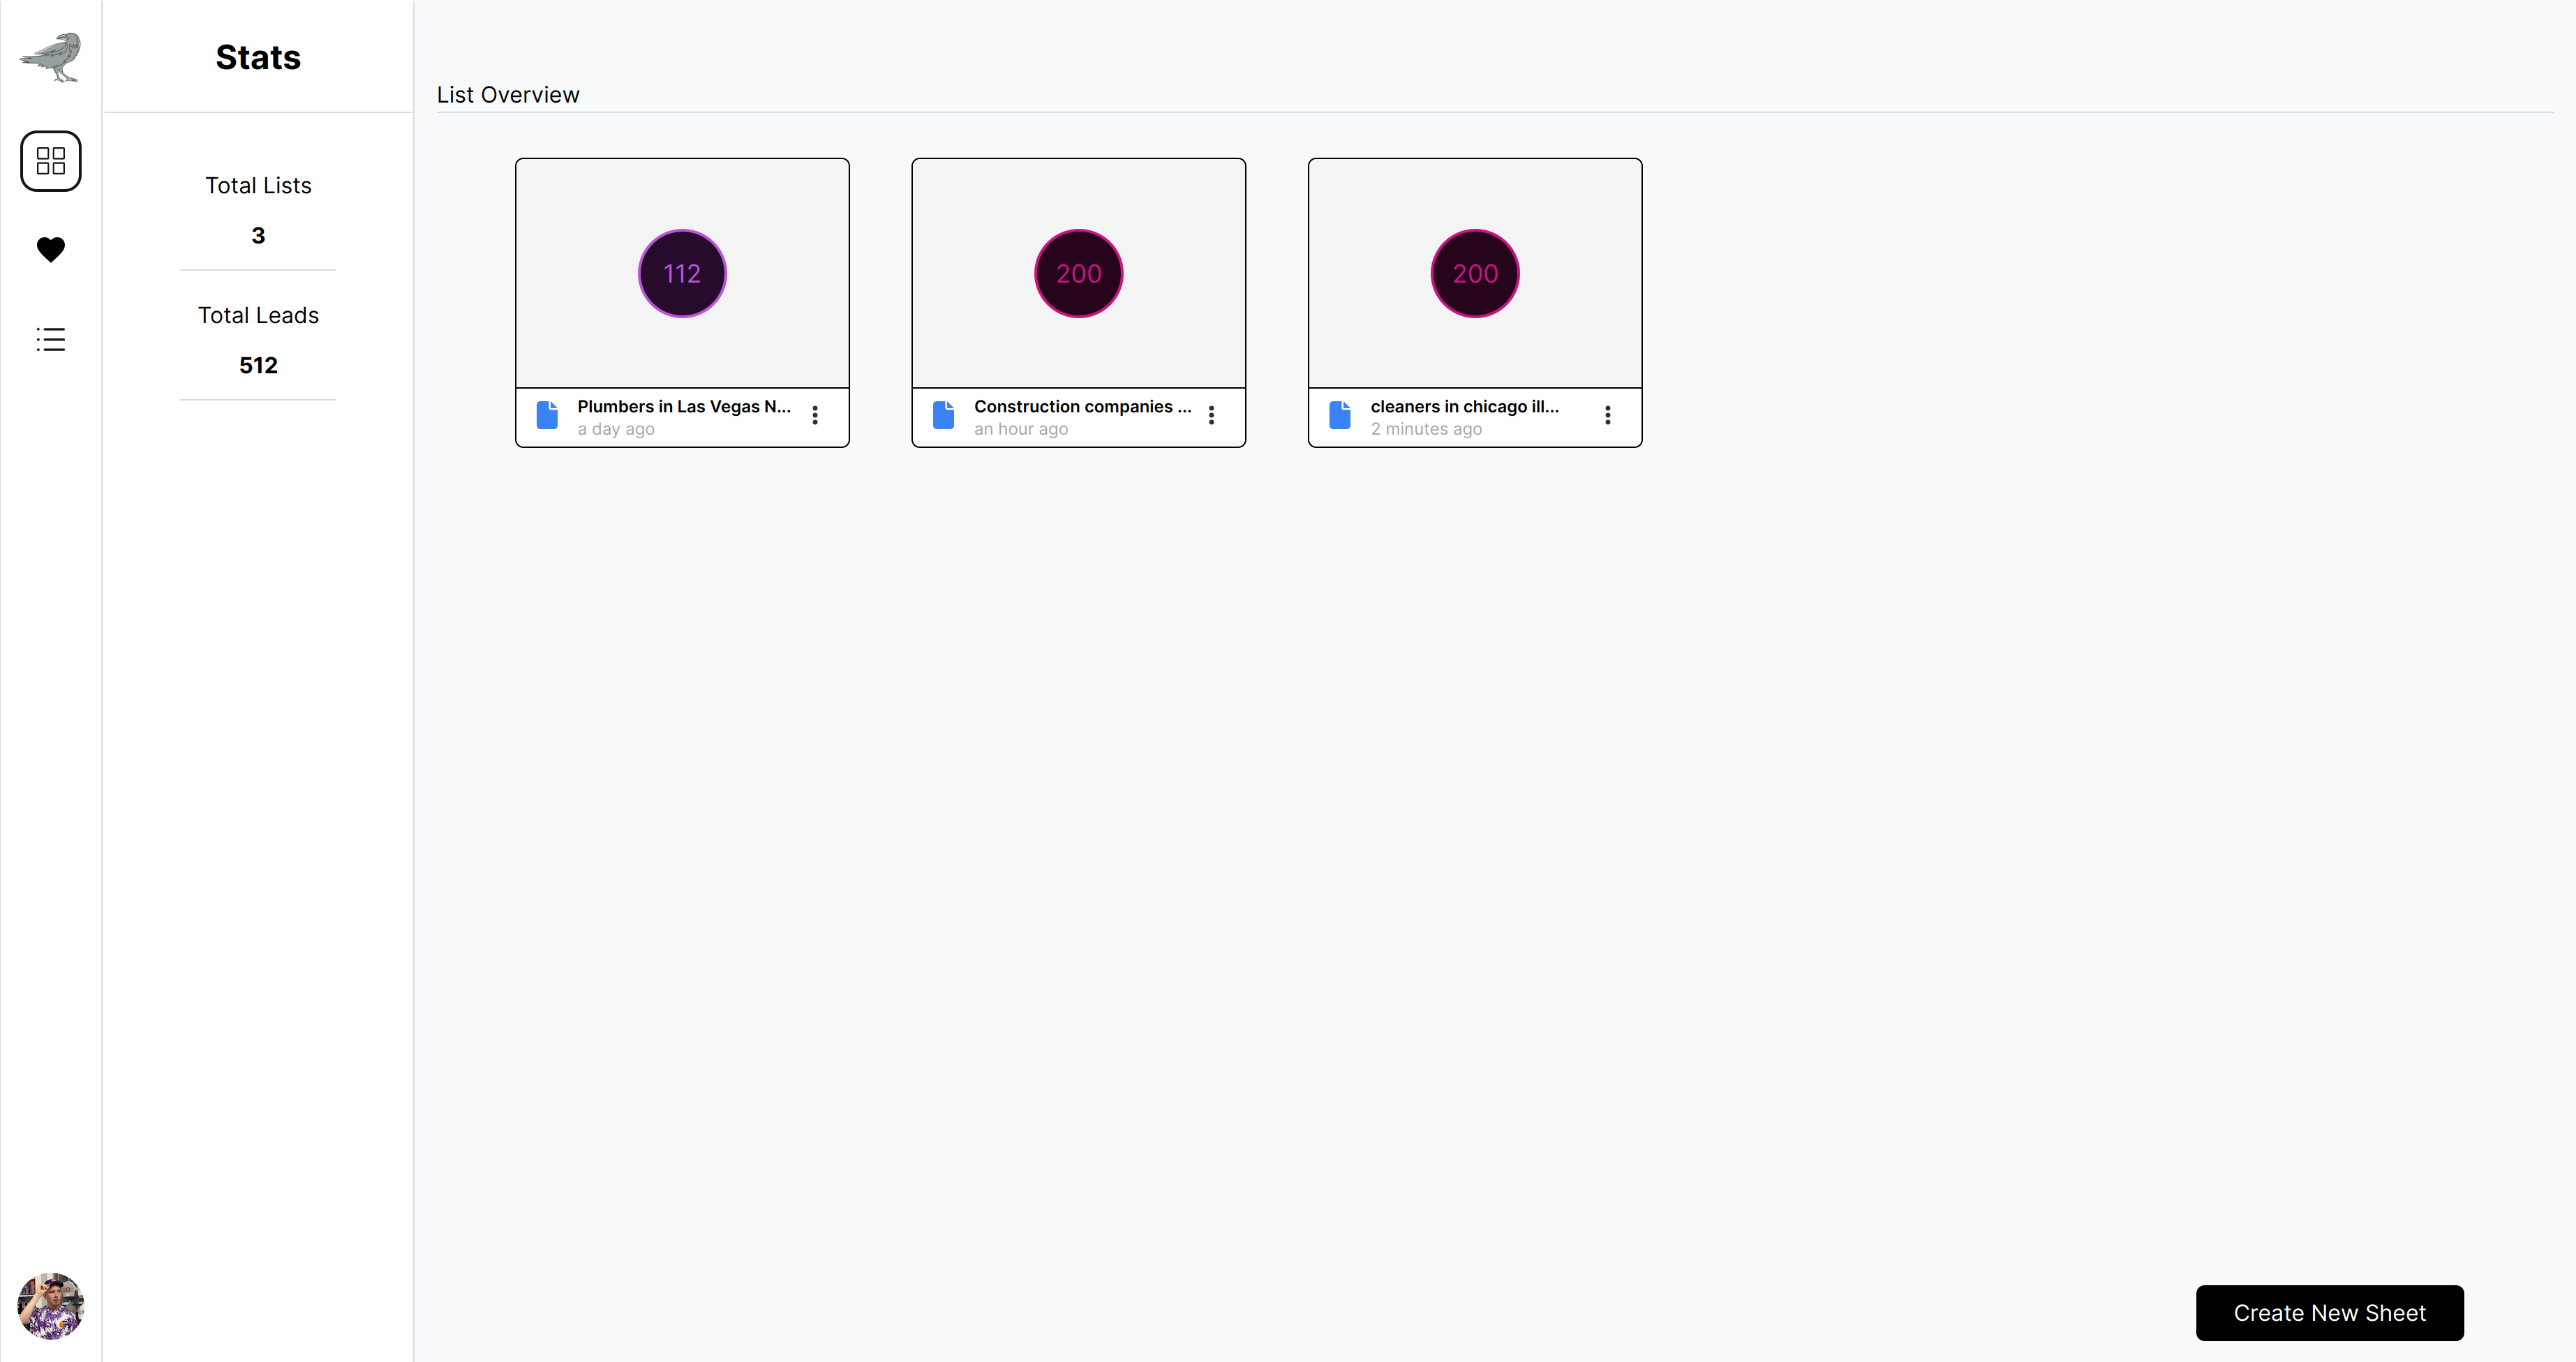 Stats
Total Lists
3
Total Leads
512
List Overview
112
200
200
Plumbers in Las Vegas N...
a day ago
Construction companies ...
an hour ago
cleaners in chicago ill...
2 minutes ago
Create New Sheet